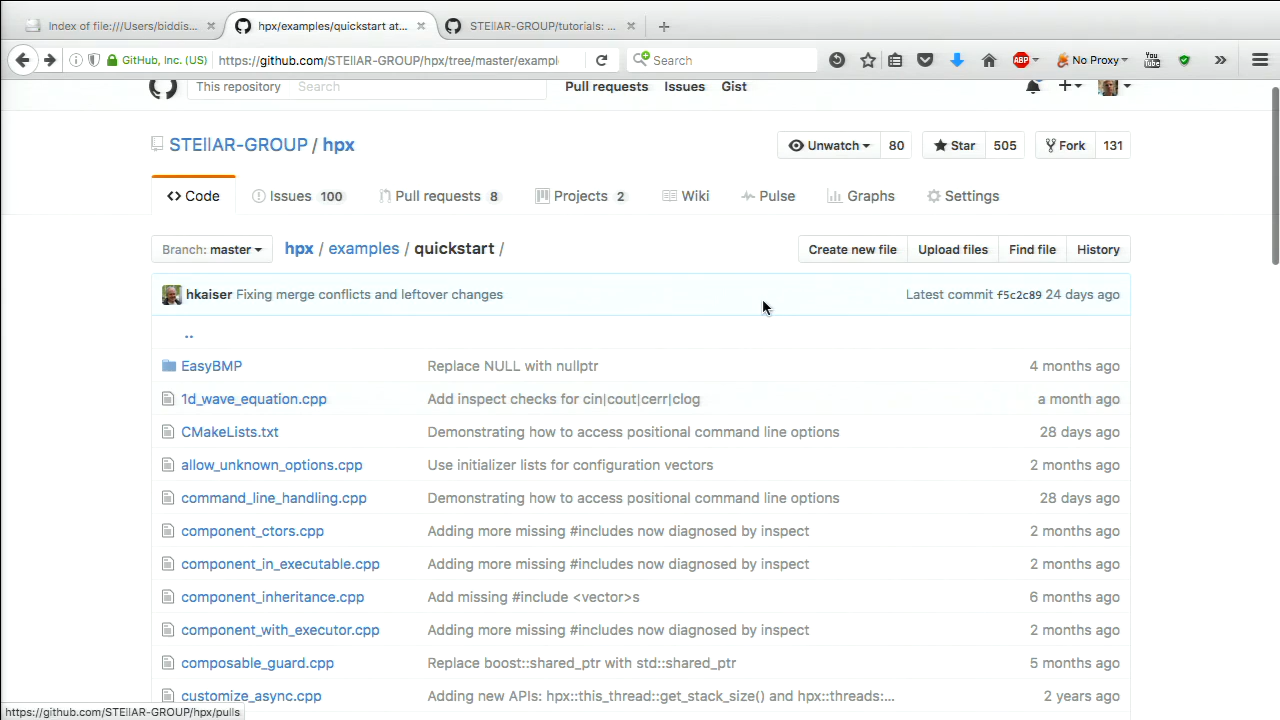 Index of file:///Users/biddis...
hpx/examples/quickstart at...
STEllAR-GROUP/tutorials: ...
GitHub, Inc. (US)
https://github.com/STEllAR-GROUP/hpx/tree/master/exampl
Search
ABP
No Proxy
You Tube
This repository
Search
Pull requests
Issues
Gist
STEllAR-GROUP / hpx
Unwatch 80
Star 505
Fork 131
<> Code
Issues 100
Pull requests 8
Projects 2
Wiki
Pulse
Graphs
Settings
Branch: master
hpx / examples / quickstart /
Create new file
Upload files
Find file
History
hkaiser Fixing merge conflicts and leftover changes Latest commit f5c2c89 24 days ago
..
EasyBMP Replace NULL with nullptr 4 months ago
1d_wave_equation.cpp Add inspect checks for cin|cout|cerr|clog a month ago
CMakeLists.txt Demonstrating how to access positional command line options 28 days ago
allow_unknown_options.cpp Use initializer lists for configuration vectors 2 months ago
command_line_handling.cpp Demonstrating how to access positional command line options 28 days ago
component_ctors.cpp Adding more missing #includes now diagnosed by inspect 2 months ago
component_in_executable.cpp Adding more missing #includes now diagnosed by inspect 2 months ago
component_inheritance.cpp Add missing #include <vector>s 6 months ago
component_with_executor.cpp Adding more missing #includes now diagnosed by inspect 2 months ago
composable_guard.cpp Replace boost::shared_ptr with std::shared_ptr 5 months ago
customize_async.cpp Adding new APIs: hpx::this_thread::get_stack_size() and hpx::threads:... 2 years ago
https://github.com/STEllAR-GROUP/hpx/pulls